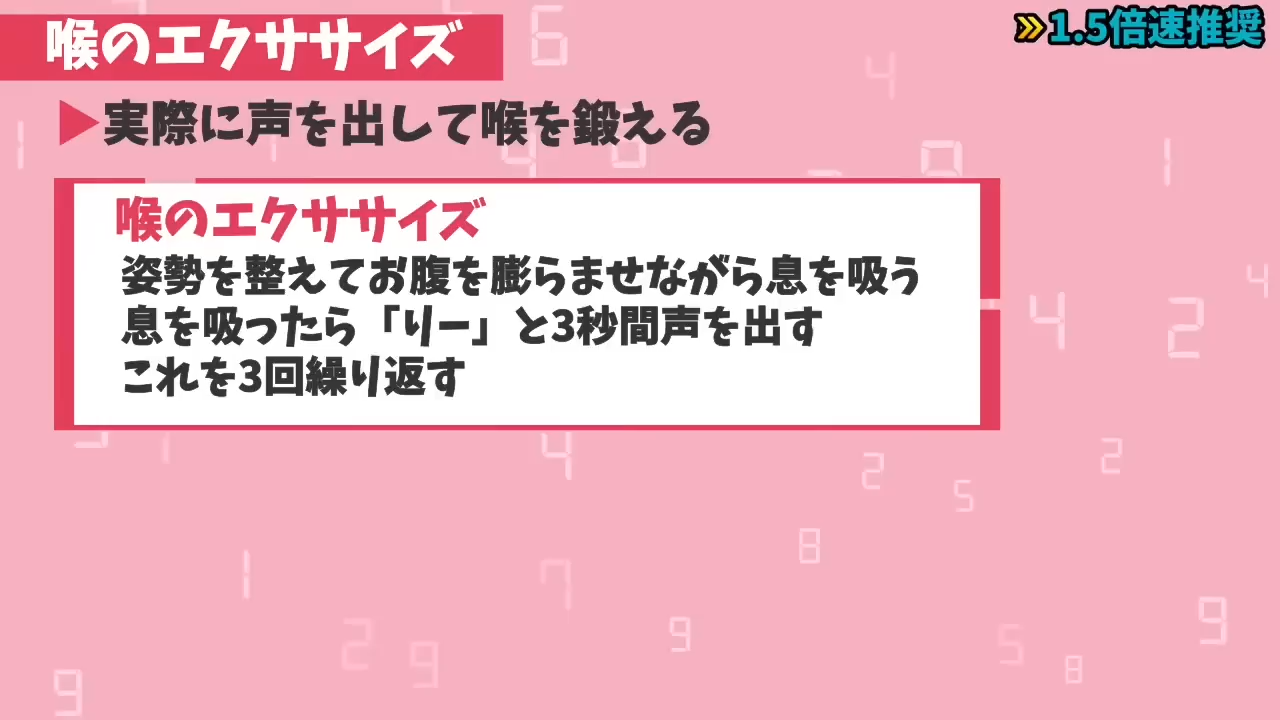 喉のエクササイズ
≫1.5倍速推奨
▶実際に声を出して喉を鍛える
喉のエクササイズ
姿勢を整えてお腹を膨らませながら息を吸う
息を吸ったら「りー」と3秒間声を出す
これを3回繰り返す